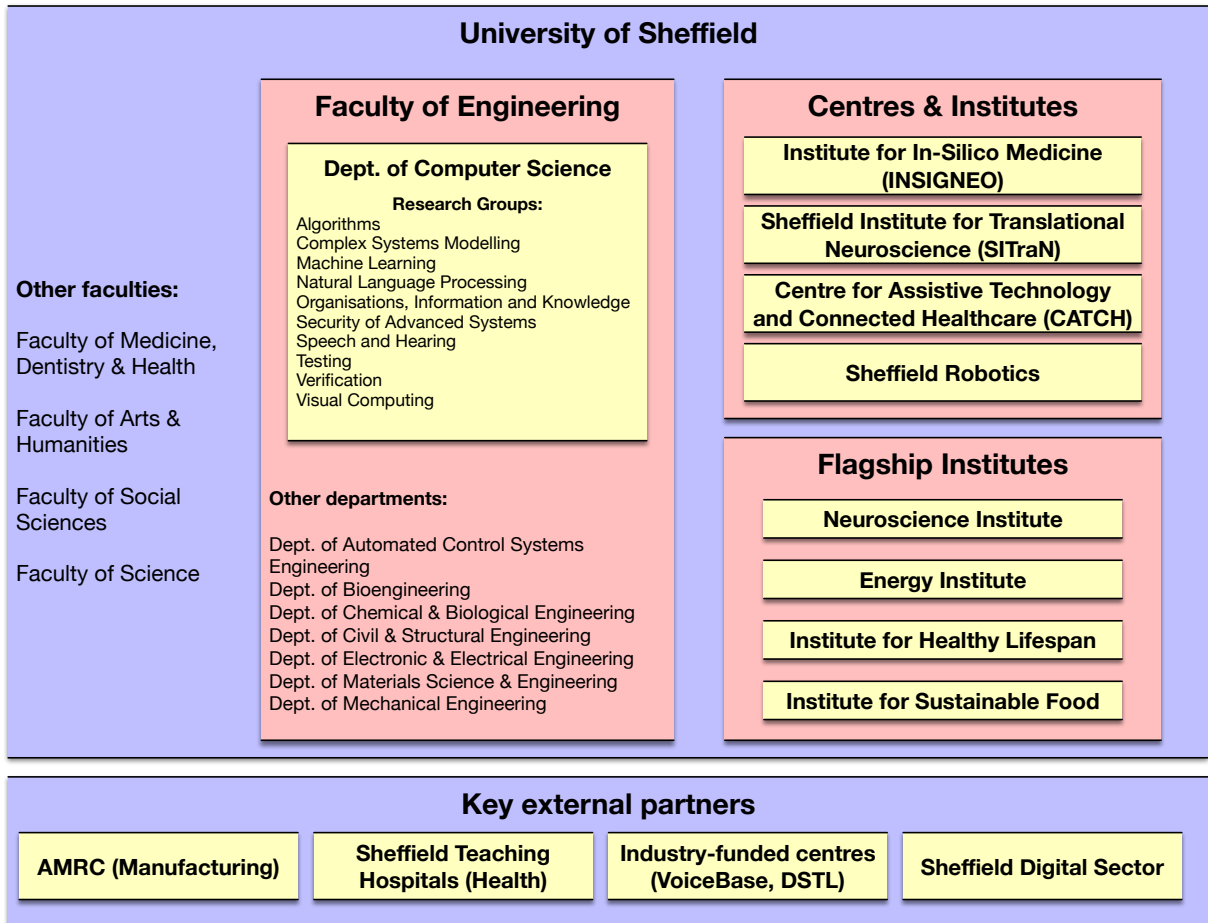 University of Sheffield
Other faculties:
Faculty of Medicine,
Dentistry & Health
Faculty of Arts &
Humanities
Faculty of Social
Sciences
Faculty of Science
Faculty of Engineering
Dept. of Computer Science
Research Groups:
Algorithms
Complex Systems Modelling
Machine Learning
Natural Language Processing
Organisations, Information and Knowledge
Security of Advanced Systems
Speech and Hearing
Testing
Verification
Visual Computing
Other departments:
Dept. of Automated Control Systems
Engineering
Dept. of Bioengineering
Dept. of Chemical & Biological Engineering
Dept. of Civil & Structural Engineering
Dept. of Electronic & Electrical Engineering
Dept. of Materials Science & Engineering
Dept. of Mechanical Engineering
Centres & Institutes
Institute for In-Silico Medicine
(INSIGNEO)
Sheffield Institute for Translational
Neuroscience (SITraN)
Centre for Assistive Technology
and Connected Healthcare (CATCH)
Sheffield Robotics
Flagship Institutes
Neuroscience Institute
Energy Institute
Institute for Healthy Lifespan
Institute for Sustainable Food
Key external partners
AMRC (Manufacturing)
Sheffield Teaching
Hospitals (Health)
Industry-funded centres
(VoiceBase, DSTL)
Sheffield Digital Sector